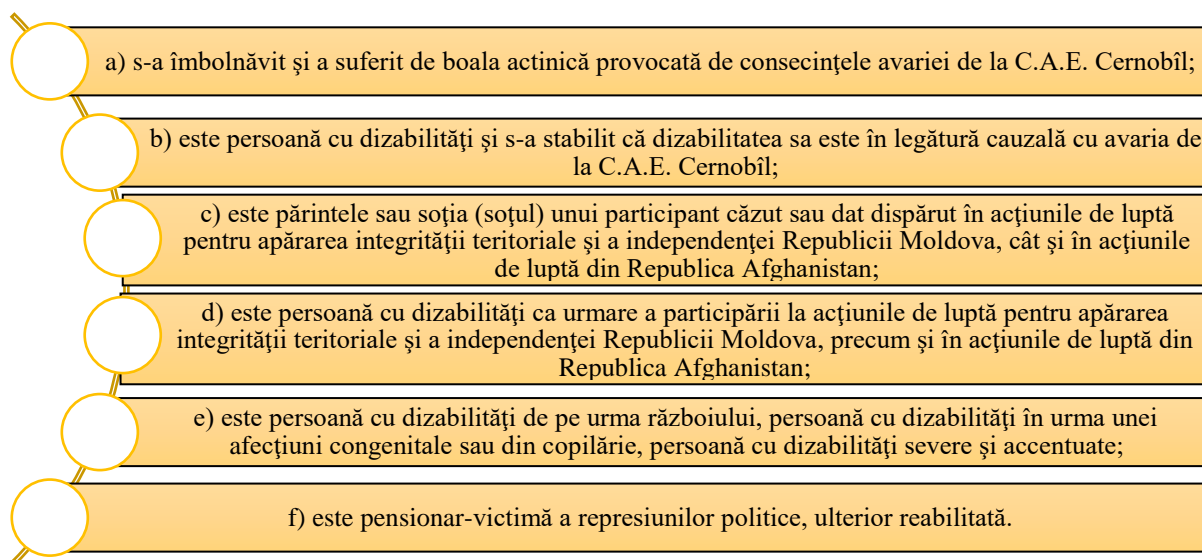 a) s-a îmbolnăvit şi a suferit de boala actinică provocată de consecinţele avariei de la C.A.E. Cernobîl;
b) este persoană cu dizabilităţi şi s-a stabilit că dizabilitatea sa este în legătură cauzală cu avaria de
la C.A.E. Cernobîl;
c) este părintele sau soţia (soţul) unui participant căzut sau dat dispărut în acţiunile de luptă
pentru apărarea integrităţii teritoriale şi a independenţei Republicii Moldova, cât şi în acţiunile
de luptă din Republica Afghanistan;
d) este persoană cu dizabilităţi ca urmare a participării la acţiunile de luptă pentru apărarea
integrităţii teritoriale şi a independenţei Republicii Moldova, precum şi în acţiunile de luptă din
Republica Afghanistan;
e) este persoană cu dizabilităţi de pe urma războiului, persoană cu dizabilităţi în urma unei
afecţiuni congenitale sau din copilărie, persoană cu dizabilităţi severe şi accentuate;
f) este pensionar-victimă a represiunilor politice, ulterior reabilitată.